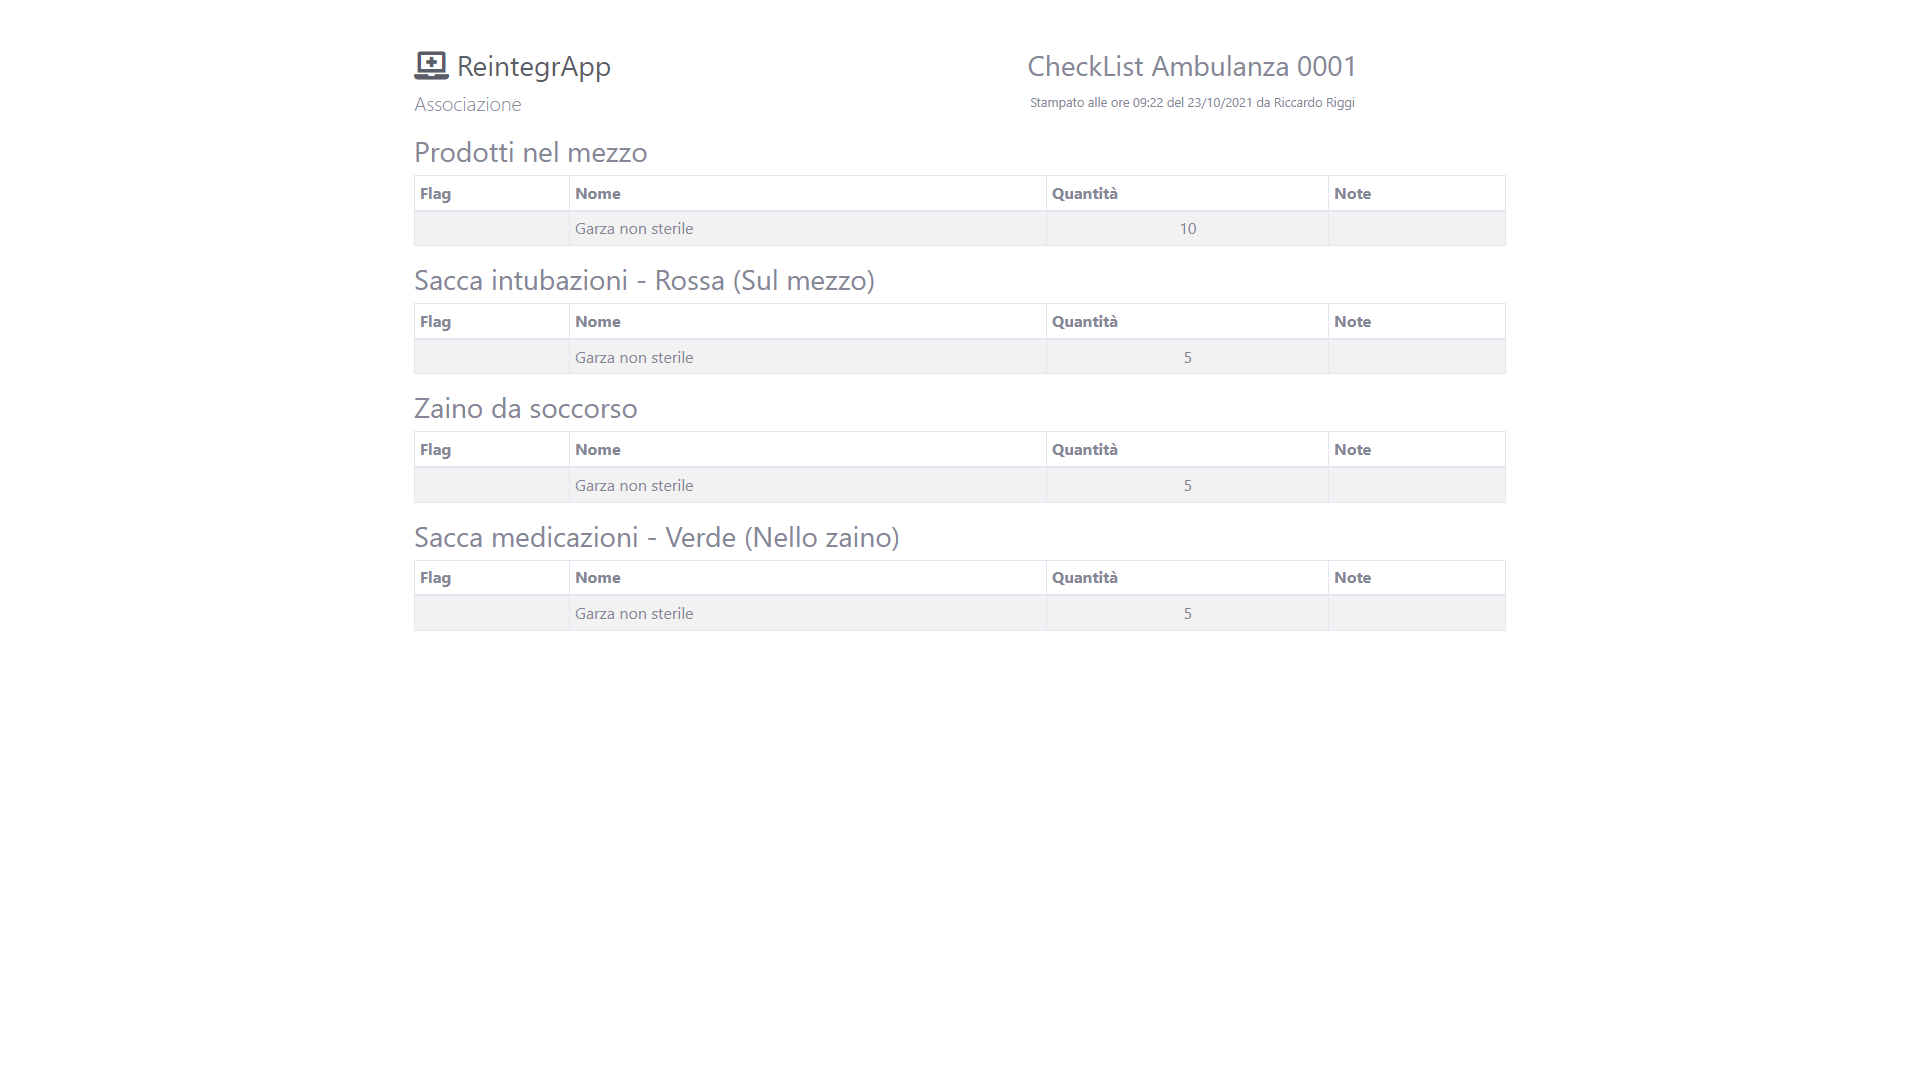 ReintegrApp
CheckList Ambulanza 0001
Associazione
Stampato alle ore 09:22 del 23/10/2021 da Riccardo Riggi
Prodotti nel mezzo
Flag Nome Quantità Note
Garza non sterile 10
Sacca intubazioni - Rossa (Sul mezzo)
Flag Nome Quantità Note
Garza non sterile 5
Zaino da soccorso
Flag Nome Quantità Note
Garza non sterile 5
Sacca medicazioni - Verde (Nello zaino)
Flag Nome Quantità Note
Garza non sterile 5